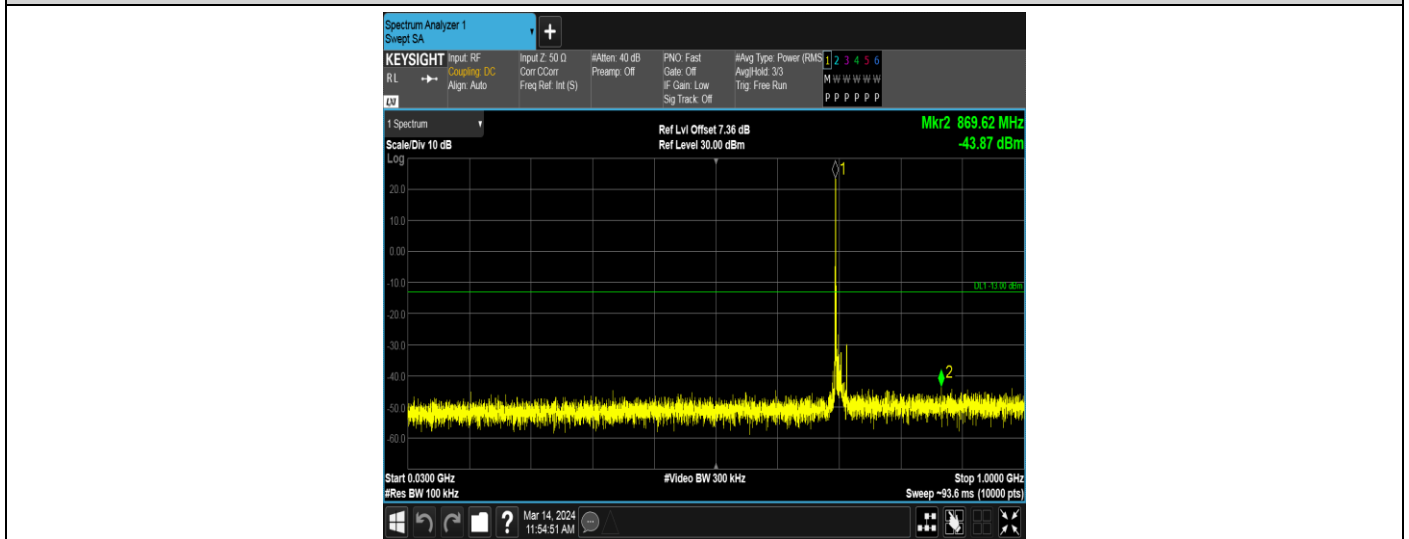 Spectrum Analyzer 1
Swept SA
+
KEYSIGHT Input: RF Input Z: 50 Ω #Atten: 40 dB PNO: Fast #Avg Type: Power (RMS 1 2 3 4 5 6
RL Coupling: DC Corr CCorr Preamp: Off Gate: Off Avg|Hold: 3/3 M W W W W W
Align: Auto Freq Ref: Int (S) IF Gain: Low Trig: Free Run
Sig Track: Off P P P P P P
1 Spectrum Ref Lvl Offset 7.36 dB Mkr2 869.62 MHz
Scale/Div 10 dB Ref Level 30.00 dBm -43.87 dBm
Log
1
20.0
10.0
0.00
-10.0
DL1 -13.00 dBm
-20.0
-30.0
-40.0
2
-50.0
-60.0
Start 0.0300 GHz #Video BW 300 kHz Stop 1.0000 GHz
#Res BW 100 kHz Sweep ~93.6 ms (10000 pts)
? Mar 14, 2024
11:54:51 AM